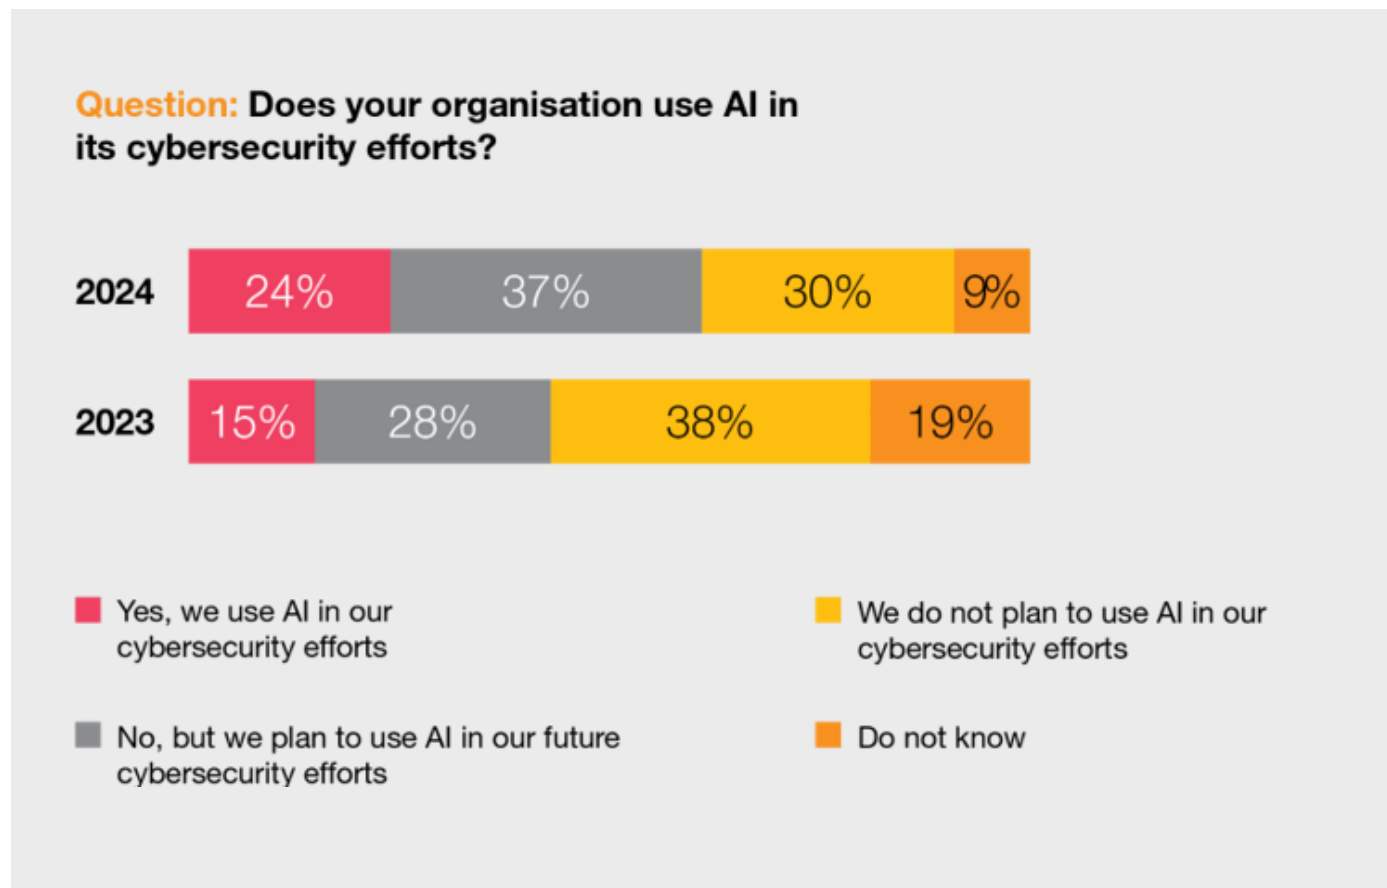 Question: Does your organisation use AI in
its cybersecurity efforts?
2024
24%
37%
30%
9%
2023
15%
28%
38%
19%
Yes, we use AI in our
cybersecurity efforts
We do not plan to use AI in our
cybersecurity efforts
No, but we plan to use AI in our future
cybersecurity efforts
Do not know